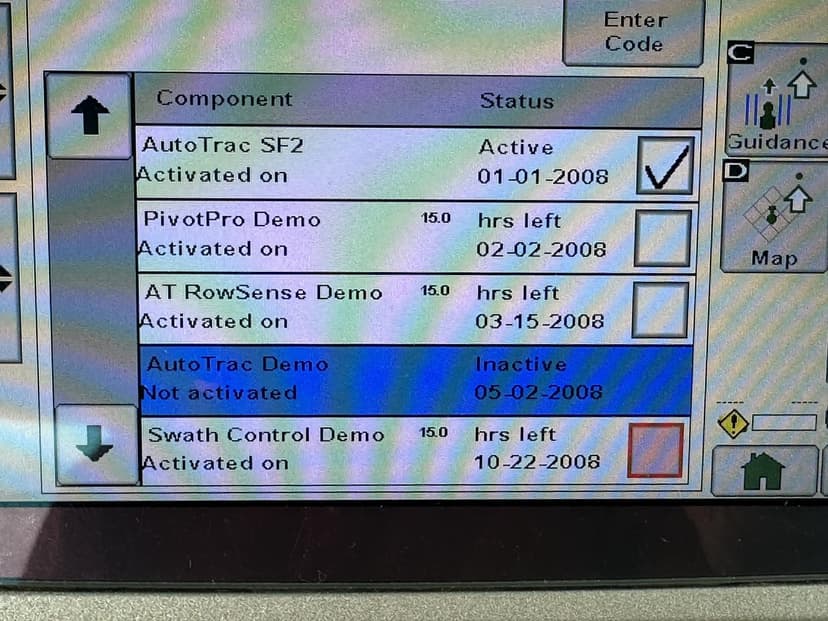 Enter
Code
Component Status
AutoTrac SF2 Active
Activated on 01-01-2008
PivotPro Demo 15.0 hrs left
Activated on 02-02-2008
AT RowSense Demo 15.0 hrs left
Activated on 03-15-2008
AutoTrac Demo Inactive
Not activated 05-02-2008
Swath Control Demo 15.0 hrs left
Activated on 10-22-2008
C
Guidance
D
Map